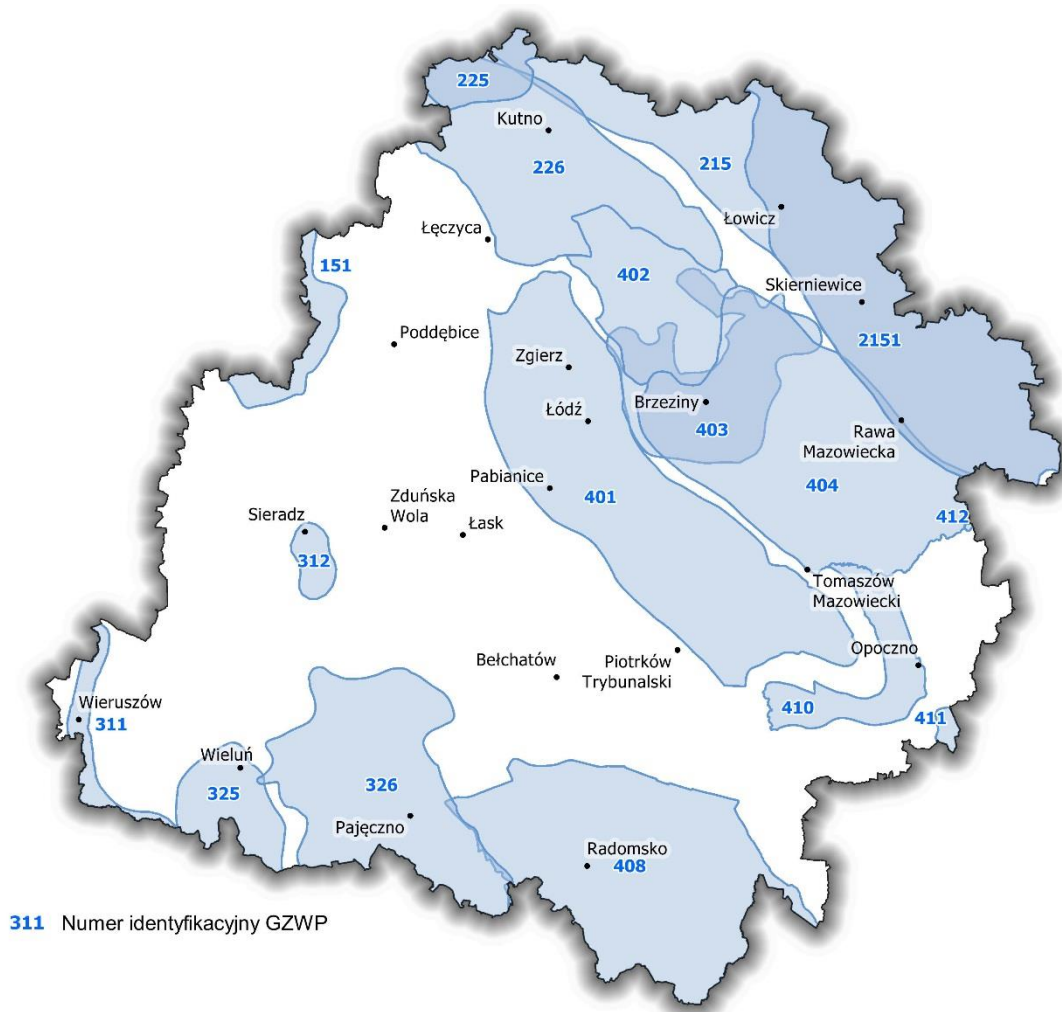 225
Kutno
226
215
Łowicz
Łęczyca
402
151
Skierniewice
2151
Poddębice
Zgierz
Brzeziny
Łódź
403
Rawa
Mazowiecka
404
Pabianice
401
Zduńska
Wola
Sieradz
Łask
412
312
Tomaszów
Mazowiecki
Opoczno
Bełchatów
Piotrków
Trybunalski
410
411
Wieruszów
311
Wieluń
325
326
Pajęczno
Radomsko
408
311 Numer identyfikacyjny GZWP